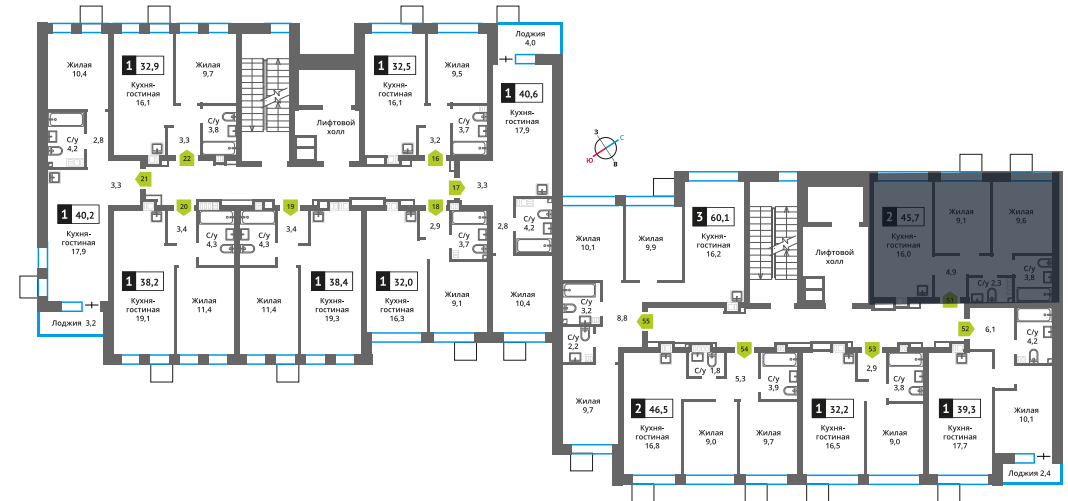 Лоджия
4,0
Жилая
10,4
1 32,9
Кухня-
гостиная
16,1
Жилая
9,7
1 32,5
Кухня-
гостиная
16,1
Жилая
9,5
1 40,6
Кухня-
гостиная
17,9
С/у
4,2
2,8
3,3
С/у
3,8
Лифтовой
холл
3,2
С/у
3,7
22
16
21
3,3
17
3,3
20
19
18
1 40,2
Кухня-
гостиная
17,9
3,4
С/у
4,3
С/у
4,3
3,4
2,9
С/у
3,7
2,8
С/у
4,2
1 38,2
Кухня-
гостиная
19,1
Жилая
11,4
Жилая
11,4
1 38,4
Кухня-
гостиная
19,3
1 32,0
Кухня-
гостиная
16,3
Жилая
9,1
Жилая
10,4
Лоджия 3,2
З
С
Ю
В
Жилая
10,1
Жилая
9,9
3 60,1
Кухня-
гостиная
16,2
Лифтовой
холл
2 45,7
Кухня-
гостиная
16,0
Жилая
9,1
Жилая
9,6
4,9
С/у 2,3
С/у
3,8
51
С/у
3,2
8,8
55
52
6,1
С/у
2,2
С/у
4,2
54
53
С/у
1,8
5,3
С/у
3,9
2,9
С/у
3,8
Жилая
9,7
2 46,5
Кухня-
гостиная
16,8
Жилая
9,0
Жилая
9,7
1 32,2
Кухня-
гостиная
16,5
Жилая
9,0
1 39,3
Кухня-
гостиная
17,7
Жилая
10,1
Лоджия 2,4